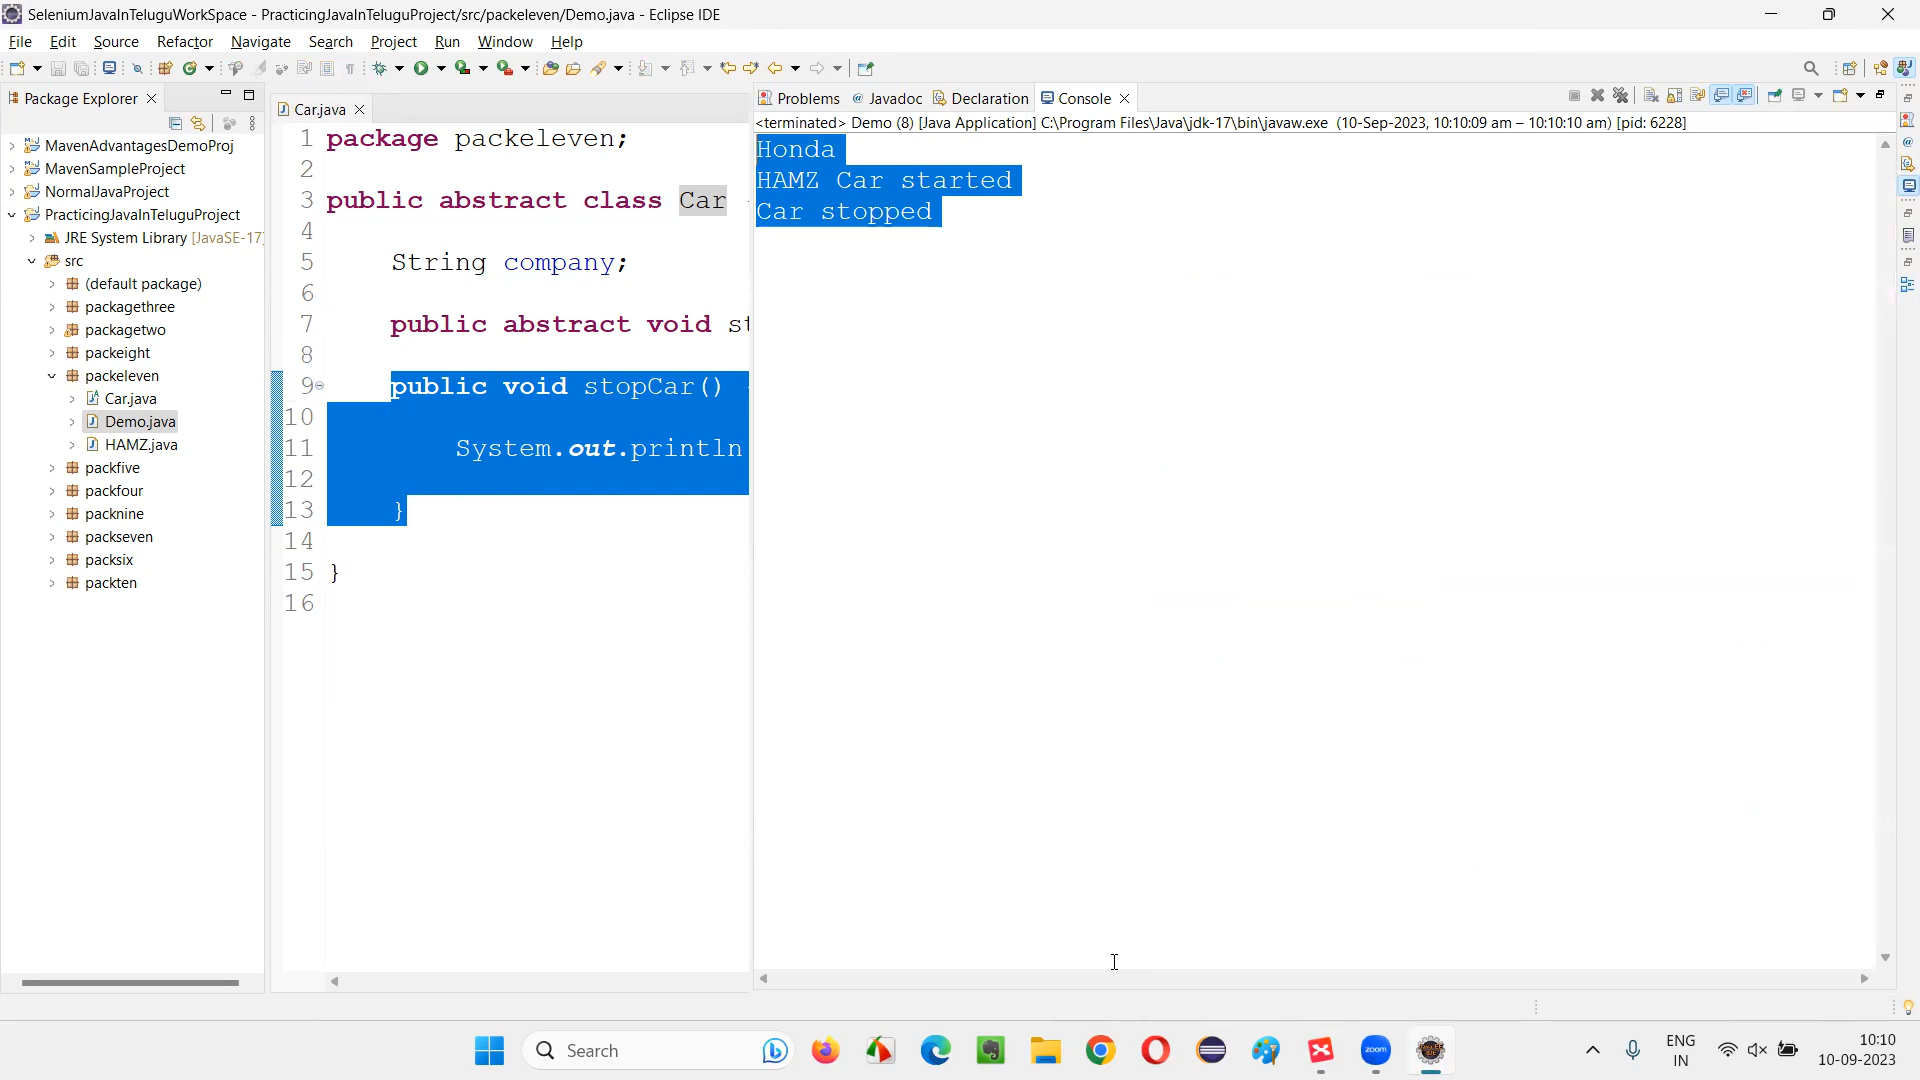 SeleniumJavaInTeluguWorkSpace - PracticingJavaInTeluguProject/src/packeleven/Demo.java - Eclipse IDE
File Edit Source Refactor Navigate Search Project Run Window Help
Package Explorer
MavenAdvantagesDemoProj
MavenSampleProject
NormalJavaProject
PracticingJavaInTeluguProject
JRE System Library [JavaSE-17]
src
(default package)
packagethree
packagetwo
packeight
packeleven
Car.java
Demo.java
HAMZ.java
packfive
packfour
packnine
packseven
packsix
packten
Car.java
1 package packeleven;
2
3 public abstract class Car
4
5 String company;
6
7 public abstract void st
8
9 public void stopCar()
10
11 System.out.println
12
13 }
14
15 }
16
Problems Javadoc Declaration Console
<terminated> Demo (8) [Java Application] C:\Program Files\Java\jdk-17\bin\javaw.exe (10-Sep-2023, 10:10:09 am – 10:10:10 am) [pid: 6228]
Honda
HAMZ Car started
Car stopped
Search
zoom
ENG
IN
10:10
10-09-2023